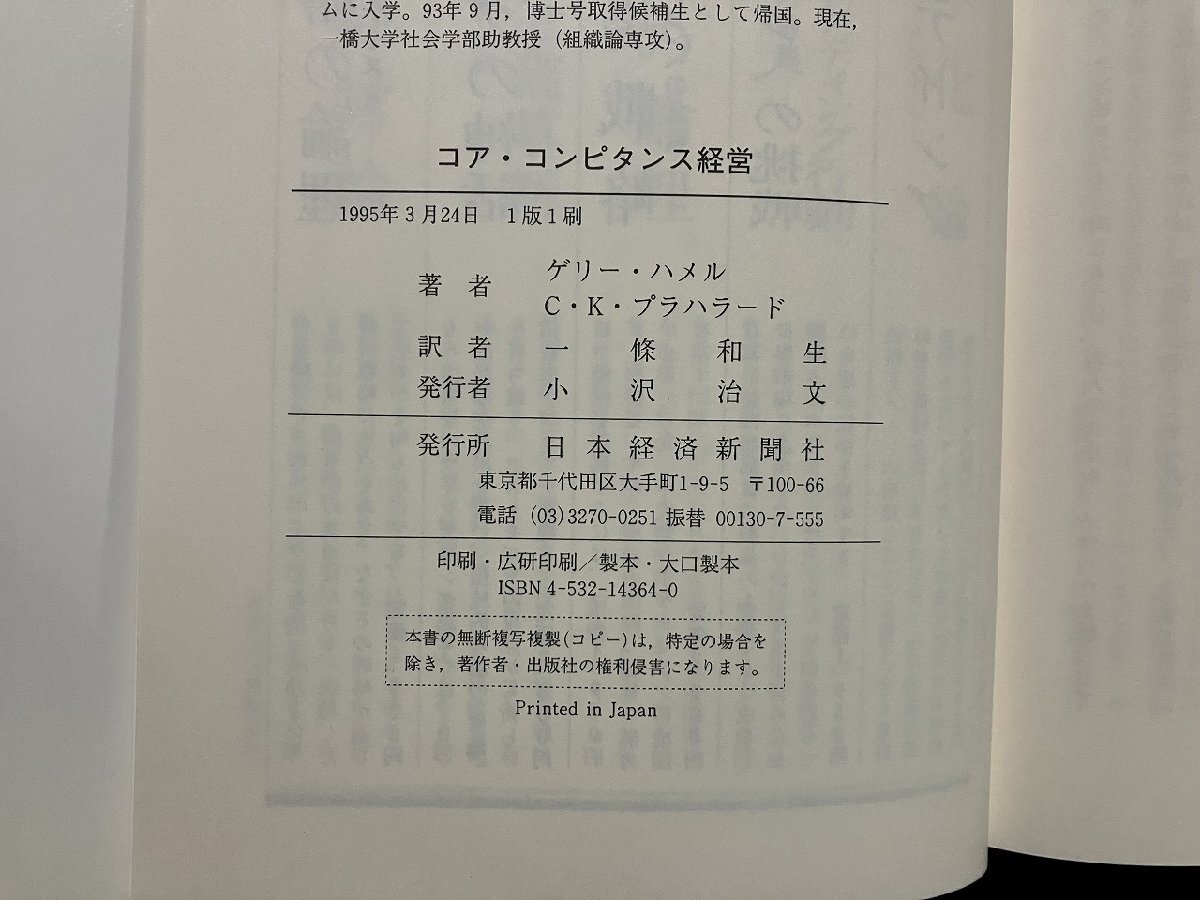 ムに入学。93年9月，博士号取得候補生として帰国。現在，
一橋大学社会学部助教授（組織論専攻）。
コア・コンピタンス経営
1995年3月24日　1版1刷
著者　ゲリー・ハメル
C・K・プラハラード
訳者　一條和生
発行者　小沢治文
発行所　日本経済新聞社
東京都千代田区大手町1-9-5　〒100-66
電話 (03)3270-0251 振替 00130-7-555
印刷・広研印刷／製本・大口製本
ISBN 4-532-14364-0
本書の無断複写複製(コピー)は，特定の場合を
除き，著作者・出版社の権利侵害になります。
Printed in Japan